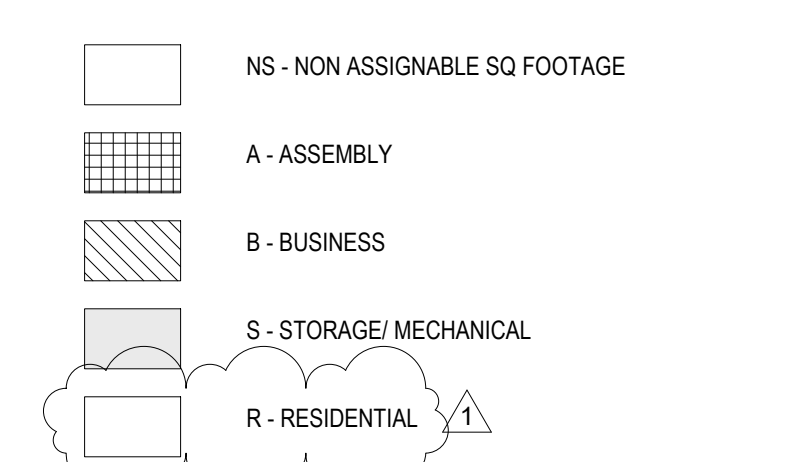 NS - NON ASSIGNABLE SQ FOOTAGE
A - ASSEMBLY
B - BUSINESS
S - STORAGE/ MECHANICAL
R - RESIDENTIAL 1